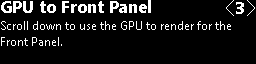 GPU to Front Panel <3>
Scroll down to use the GPU to render for the
Front Panel.